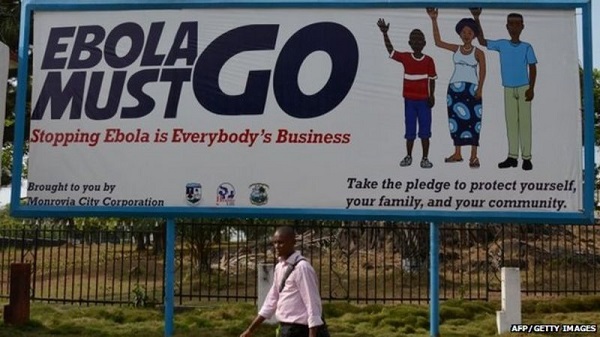 EBOLA
MUST GO
Stopping Ebola is Everybody's Business
Brought to you by
Monrovia City Corporation
Take the pledge to protect yourself,
your family, and your community.
AFP/GETTY IMAGES